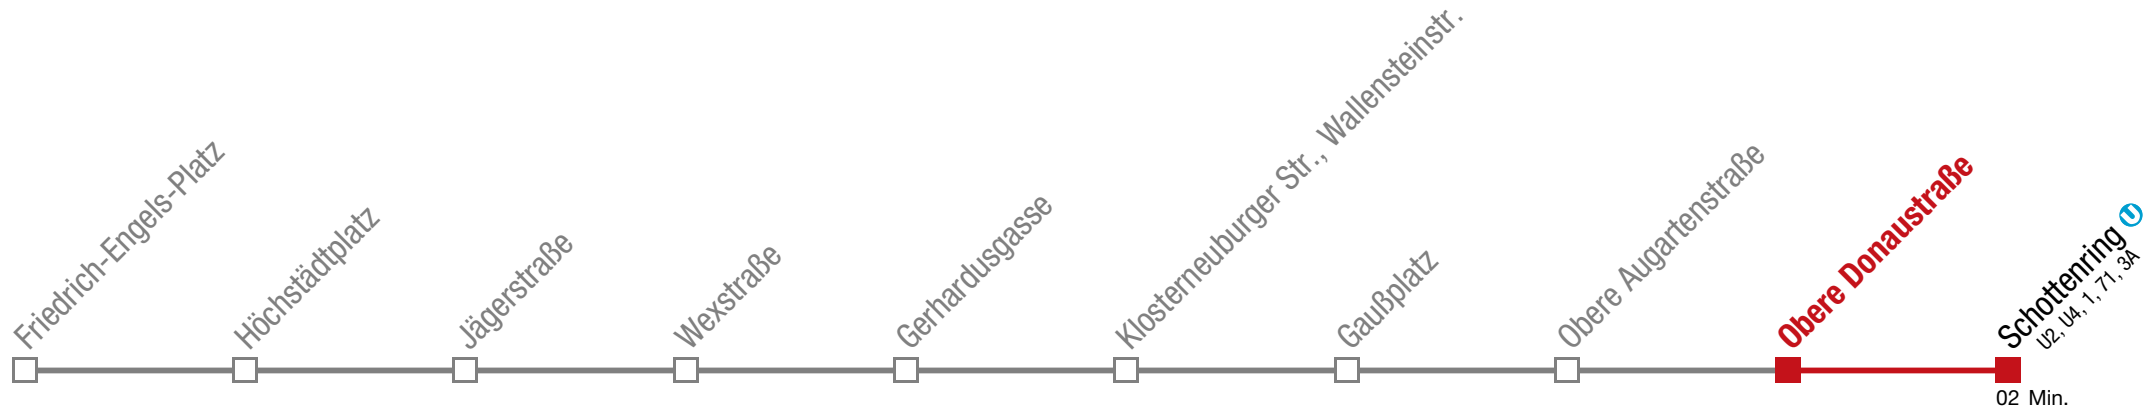 Friedrich-Engels-Platz
Höchstädtplatz
Jägerstraße
Wexstraße
Gerhardusgasse
Klosterneuburger Str., Wallensteinstr.
Gaußplatz
Obere Augartenstraße
Obere Donaustraße
Schottenring U
U2, U4, 1, 71, 3A
02 Min.